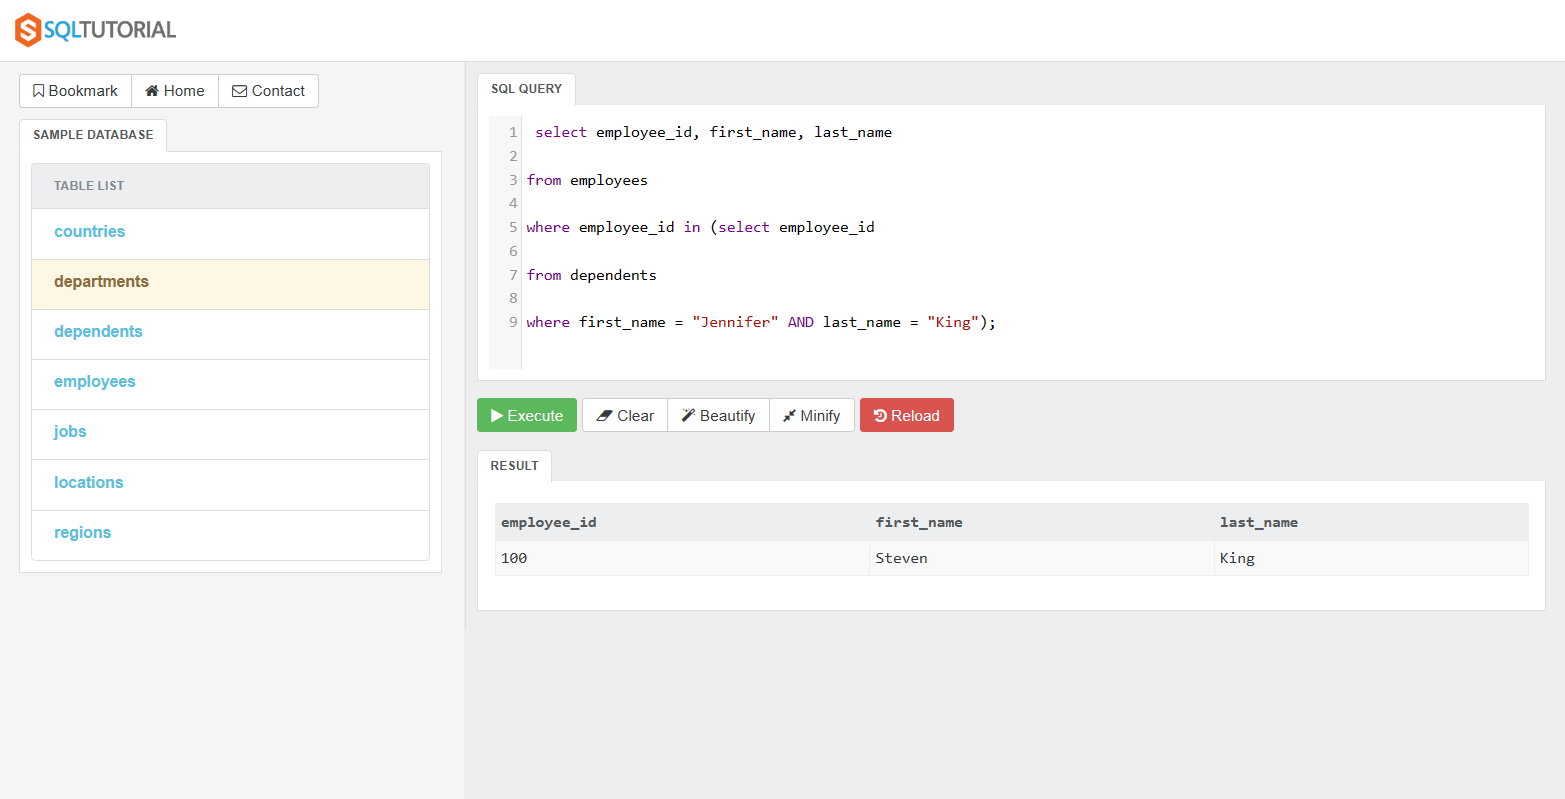 SQLTUTORIAL
Bookmark Home Contact
SAMPLE DATABASE
TABLE LIST
countries
departments
dependents
employees
jobs
locations
regions
SQL QUERY
1 select employee_id, first_name, last_name
2
3 from employees
4
5 where employee_id in (select employee_id
6
7 from dependents
8
9 where first_name = "Jennifer" AND last_name = "King");
Execute Clear Beautify Minify Reload
RESULT
employee_id first_name last_name
100 Steven King